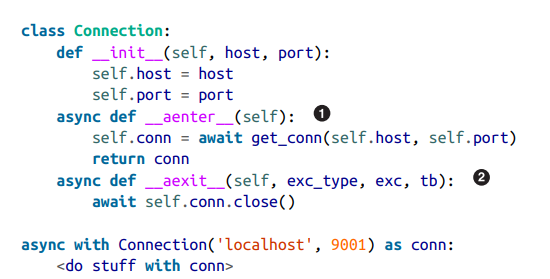 class Connection:
    def __init__(self, host, port):
        self.host = host
        self.port = port
    async def __aenter__(self): ❶
        self.conn = await get_conn(self.host, self.port)
        return conn
    async def __aexit__(self, exc_type, exc, tb): ❷
        await self.conn.close()

async with Connection('localhost', 9001) as conn:
    <do stuff with conn>